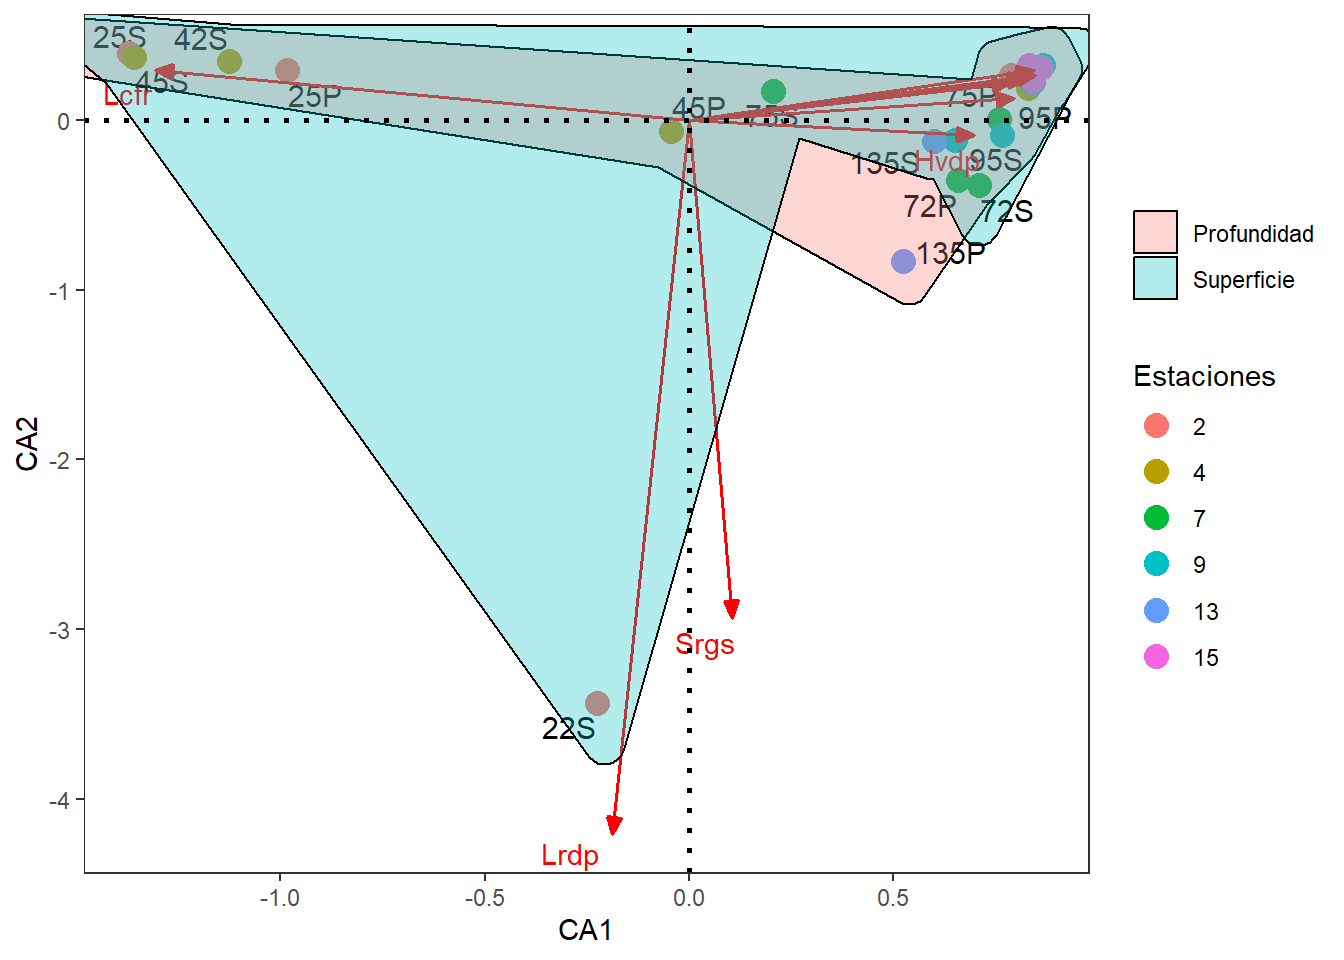 25S
42S
45S
25P
Lcfr
45P
75S
75P
95P
135S
Hvdp
95S
72P
72S
135P
22S
Srgs
Lrdp
0
-1
-2
-3
-4
CA2
-1.0
-0.5
0.0
0.5
CA1
Profundidad
Superficie
Estaciones
2
4
7
9
13
15